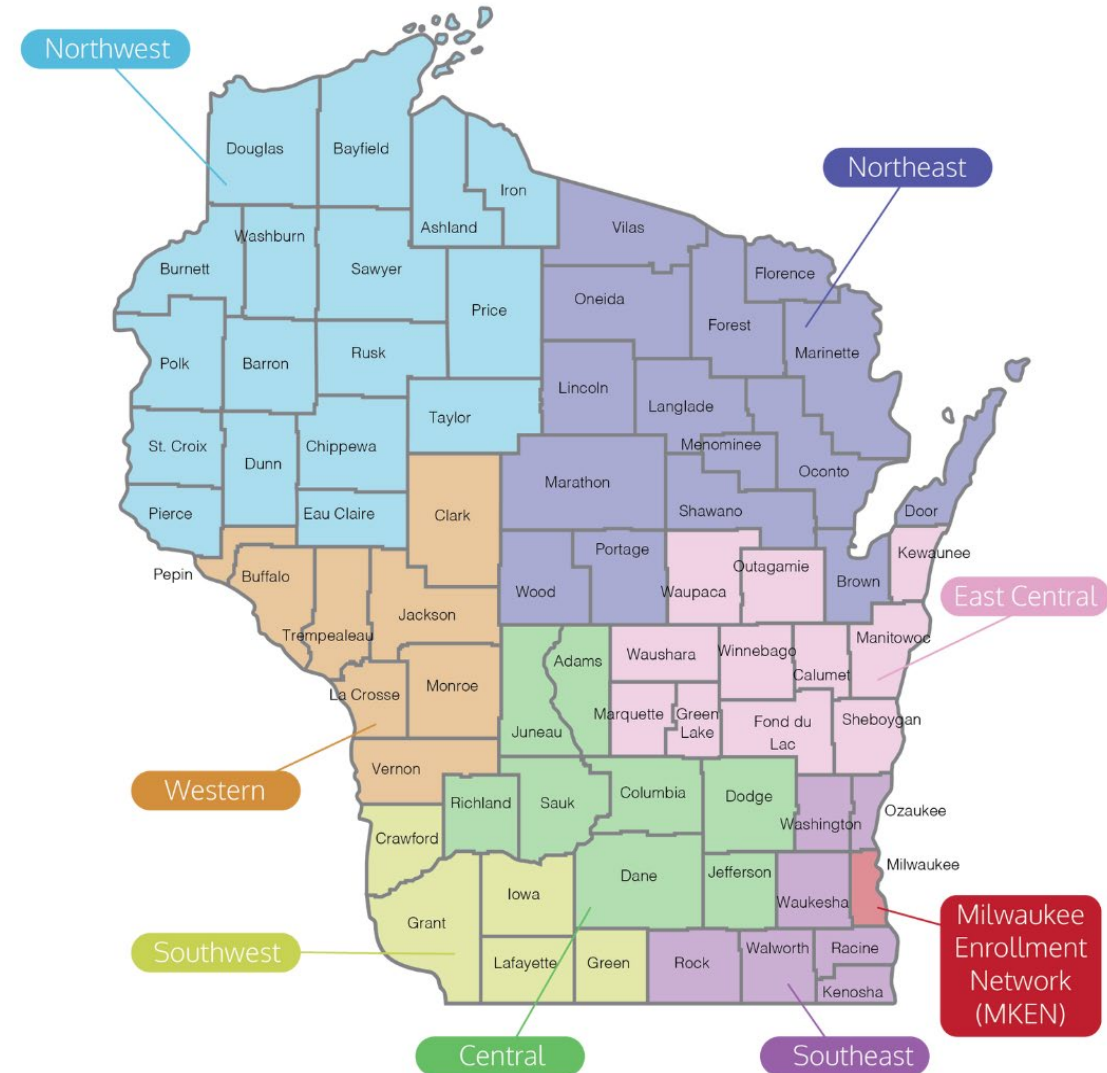 Northwest
Douglas
Bayfield
Northeast
Iron
Ashland
Vilas
Washburn
Burnett
Sawyer
Florence
Price
Oneida
Forest
Marinette
Rusk
Polk
Barron
Lincoln
Langlade
Taylor
St. Croix
Chippewa
Menominee
Dunn
Oconto
Marathon
Pierce
Eau Claire
Clark
Shawano
Door
Portage
Kewaunee
Outagamie
Pepin
Buffalo
Wood
Waupaca
Brown
East Central
Jackson
Trempealeau
Adams
Waushara
Winnebago
Manitowoc
Calumet
La Crosse
Monroe
Marquette
Green
Lake
Juneau
Fond du
Lac
Sheboygan
Vernon
Western
Richland
Sauk
Columbia
Dodge
Ozaukee
Washington
Crawford
Milwaukee
Iowa
Dane
Jefferson
Waukesha
Grant
Milwaukee
Enrollment
Network
(MKEN)
Southwest
Lafayette
Green
Rock
Walworth
Racine
Kenosha
Central
Southeast